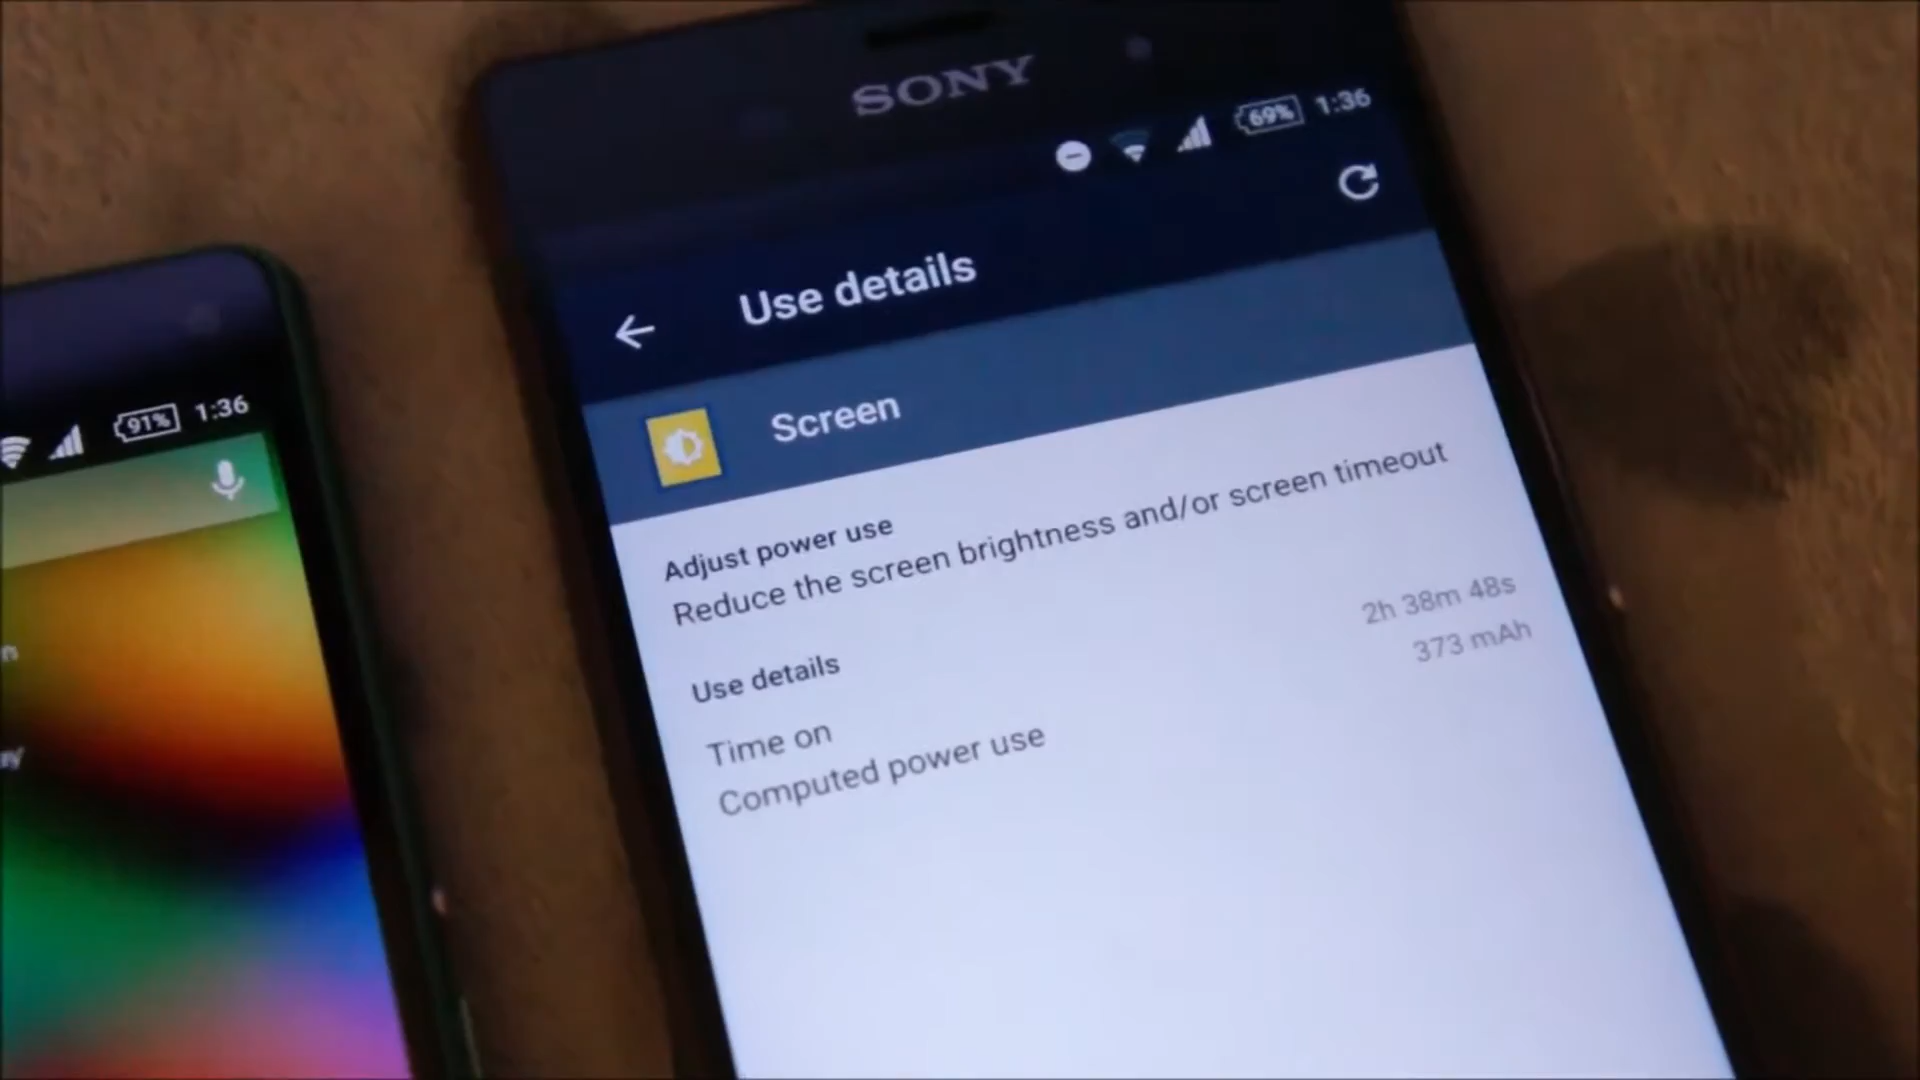 SONY
69% 1:36
Use details
Screen
Adjust power use
Reduce the screen brightness and/or screen timeout
Use details
Time on 2h 38m 48s
Computed power use 373 mAh
91% 1:36